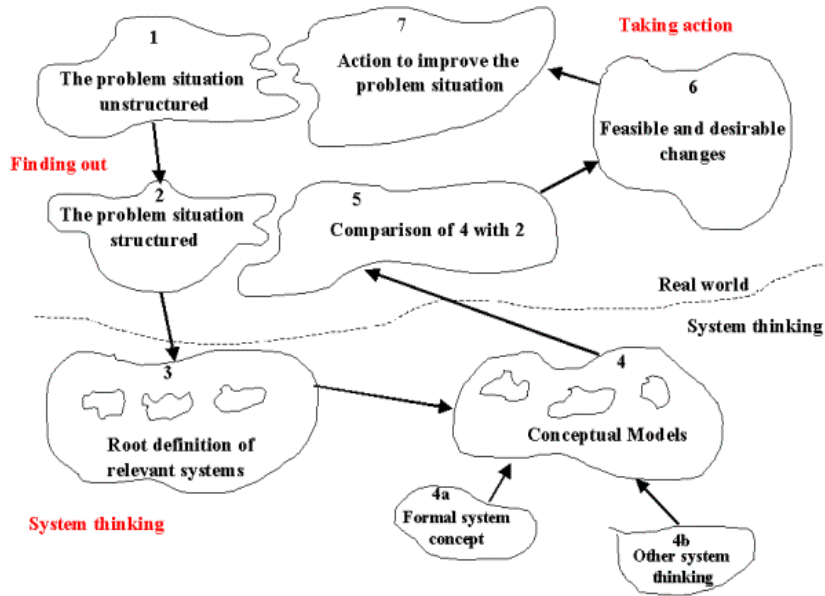 1
The problem situation
unstructured
7
Action to improve the
problem situation
Taking action
6
Feasible and desirable
changes
Finding out
2
The problem situation
structured
5
Comparison of 4 with 2
Real world
System thinking
3
Root definition of
relevant systems
4
Conceptual Models
System thinking
4a
Formal system
concept
4b
Other system
thinking